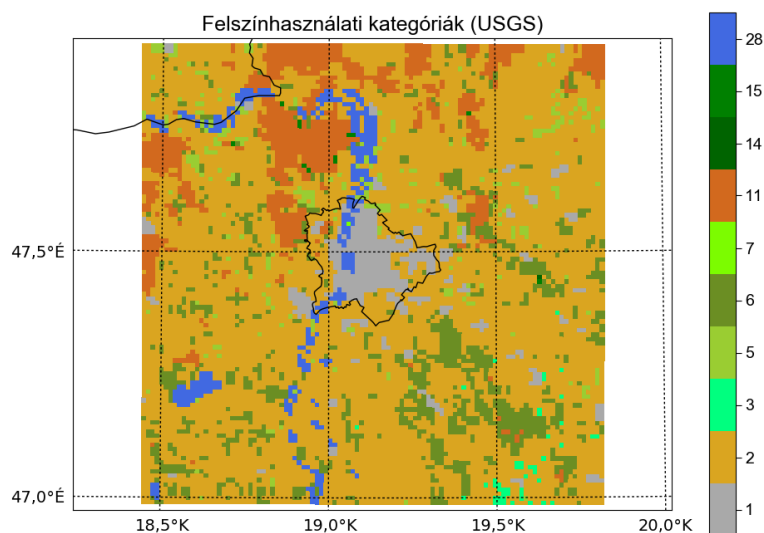 Felszínhasználati kategóriák (USGS)
28
15
14
11
7
6
5
3
2
1
47,5°É
47,0°É
18,5°K
19,0°K
19,5°K
20,0°K